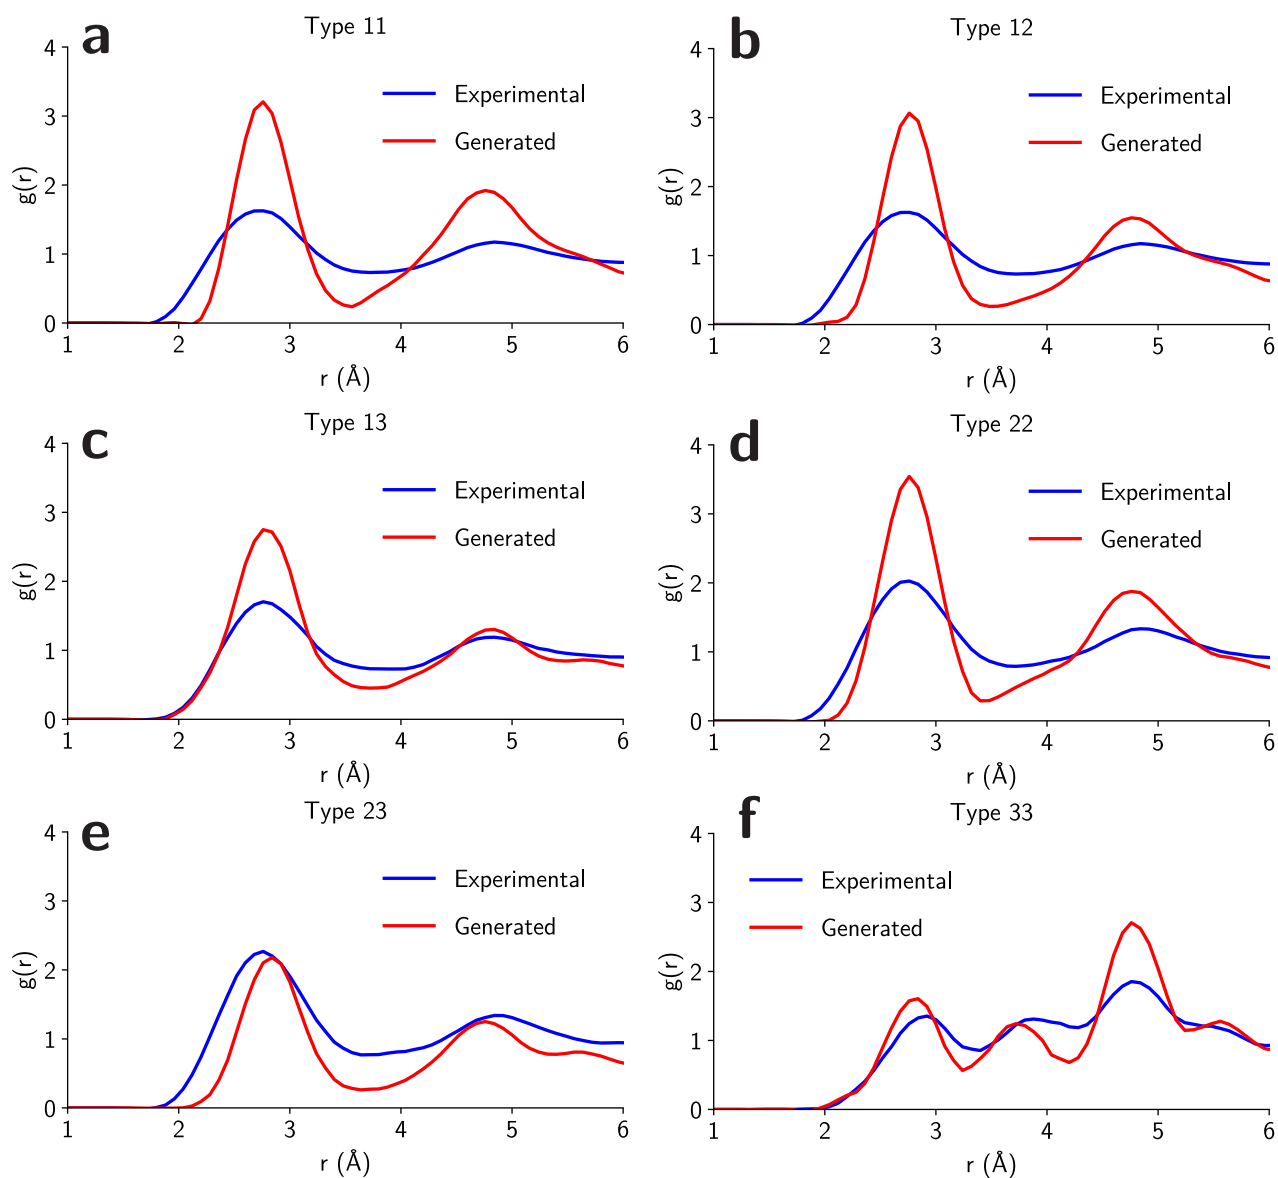 a
Type 11
4
3
2
1
0
g(r)
Experimental
Generated
1 2 3 4 5 6
r (Å)
b
Type 12
4
3
2
1
0
g(r)
Experimental
Generated
1 2 3 4 5 6
r (Å)
c
Type 13
4
3
2
1
0
g(r)
Experimental
Generated
1 2 3 4 5 6
r (Å)
d
Type 22
4
3
2
1
0
g(r)
Experimental
Generated
1 2 3 4 5 6
r (Å)
e
Type 23
4
3
2
1
0
g(r)
Experimental
Generated
1 2 3 4 5 6
r (Å)
f
Type 33
4
3
2
1
0
g(r)
Experimental
Generated
1 2 3 4 5 6
r (Å)